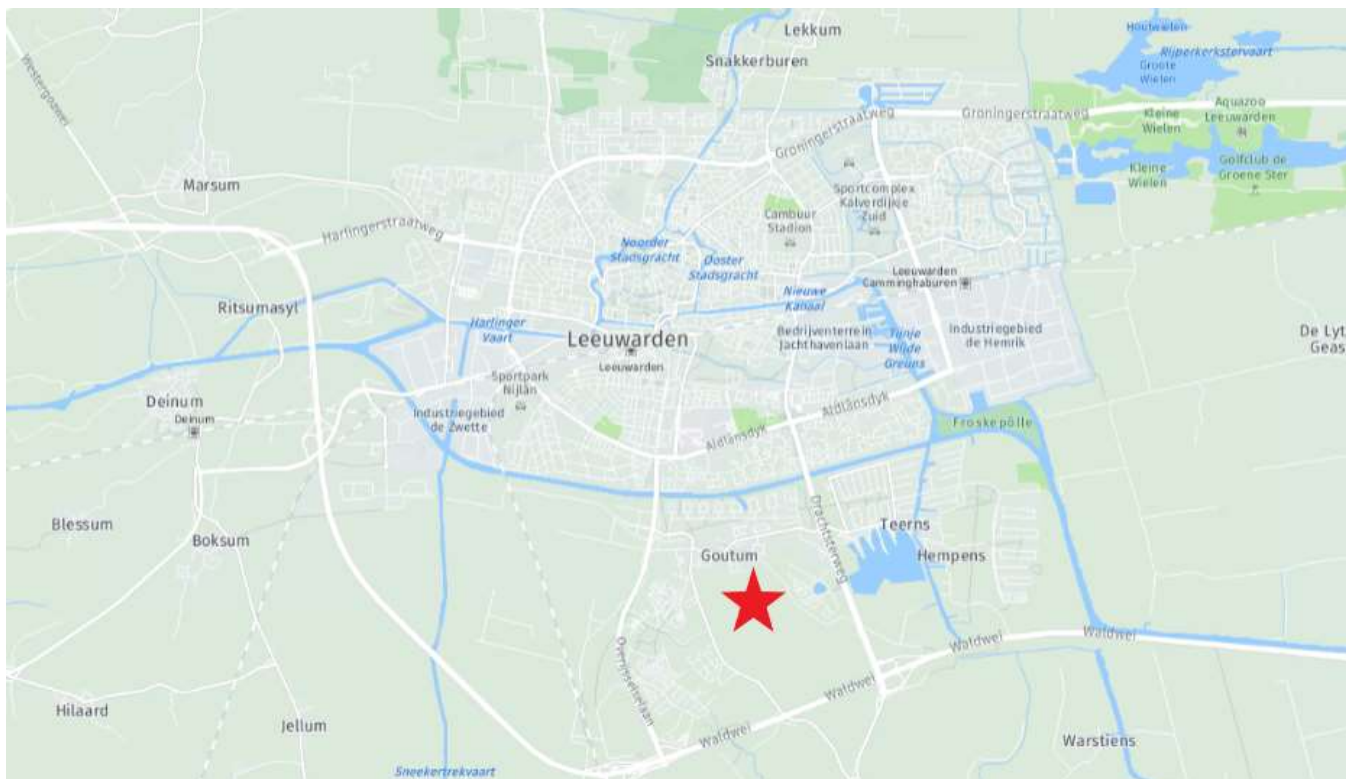 Lekkum
Snakkerburen
Houtwielen
Rijperkerkstervaart
Groote
Wielen
Westergowei
Groningerstraatweg
Groningerstraatweg
Kleine
Wielen
Aquazoo
Leeuwarden
Marsum
Kleine
Wielen
Golfclub de
Groene Ster
Sportcomplex
Kalverdijkje
Zuid
Cambuur
Stadion
Harlingerstraatweg
Noorder
Stadsgracht
Ooster
Stadsgracht
Leeuwarden
Camminghaburen
Nieuwe
Kanaal
Ritsumasyl
Harlinger
Vaart
Leeuwarden
Leeuwarden
Bedrijventerrein
Jachthavenlaan
Tijnje
Wijde
Greuns
Industriegebied
de Hemrik
De Lyt
Geas
Sportpark
Nijlân
Deinum
Deinum
Industriegebied
de Zwette
Aldlânsdyk
Aldlânsdyk
Froskepôlle
Blessum
Boksum
Goutum
Drachtsterweg
Teerns
Hempens
Overijsselselaan
Waldwei
Waldwei
Waldwei
Waldwei
Hilaard
Jellum
Warstiens
Sneekertrekvaart